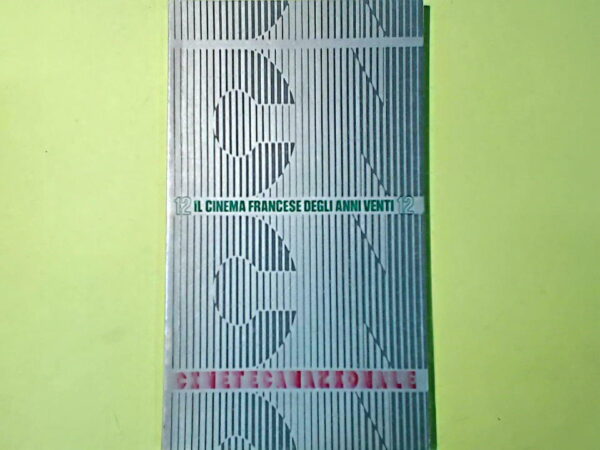 12 IL CINEMA FRANCESE DEGLI ANNI VENTI 12
CINETECA NAZIONALE